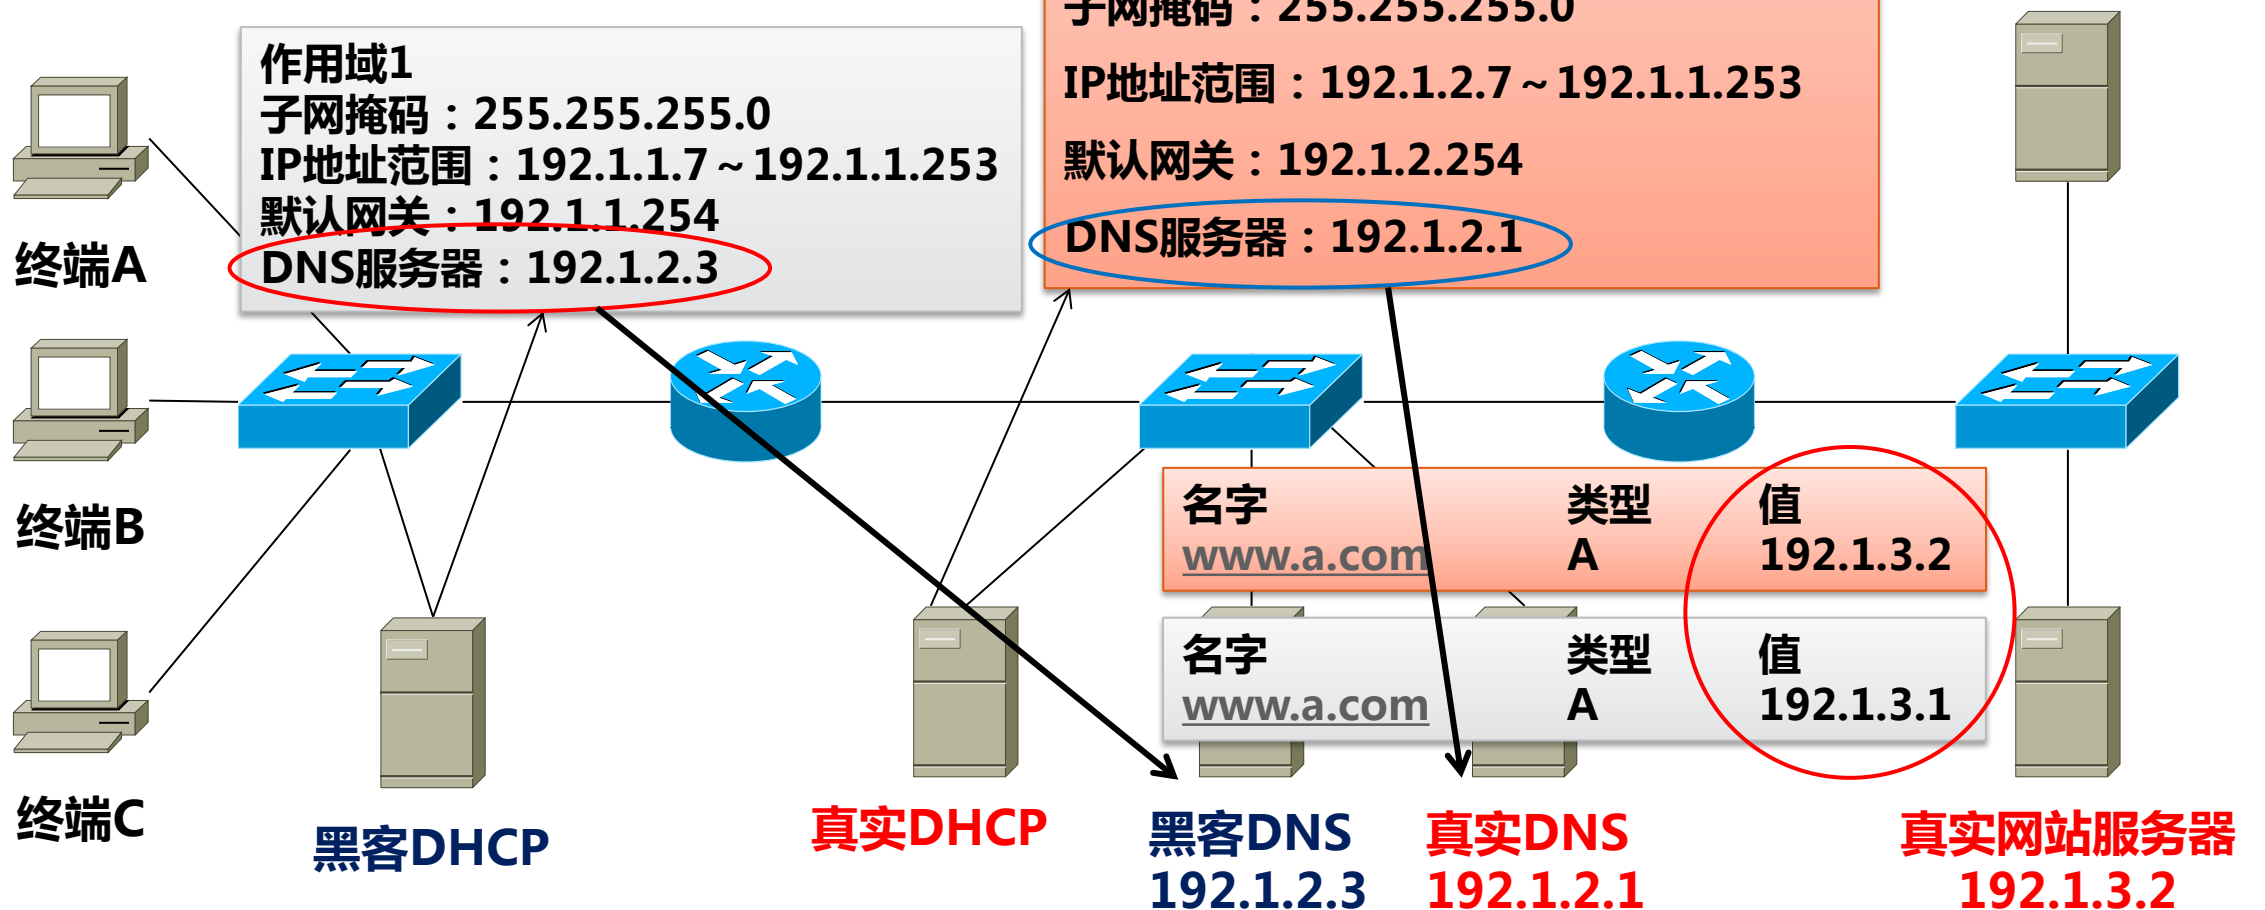 子网掩码：255.255.255.0
IP地址范围：192.1.2.7～192.1.1.253
默认网关：192.1.2.254
DNS服务器：192.1.2.1
作用域1
子网掩码：255.255.255.0
IP地址范围：192.1.1.7～192.1.1.253
默认网关：192.1.1.254
DNS服务器：192.1.2.3
终端A
终端B
终端C
名字 类型 值
www.a.com A 192.1.3.2
名字 类型 值
www.a.com A 192.1.3.1
黑客DHCP
真实DHCP
黑客DNS
192.1.2.3
真实DNS
192.1.2.1
真实网站服务器
192.1.3.2